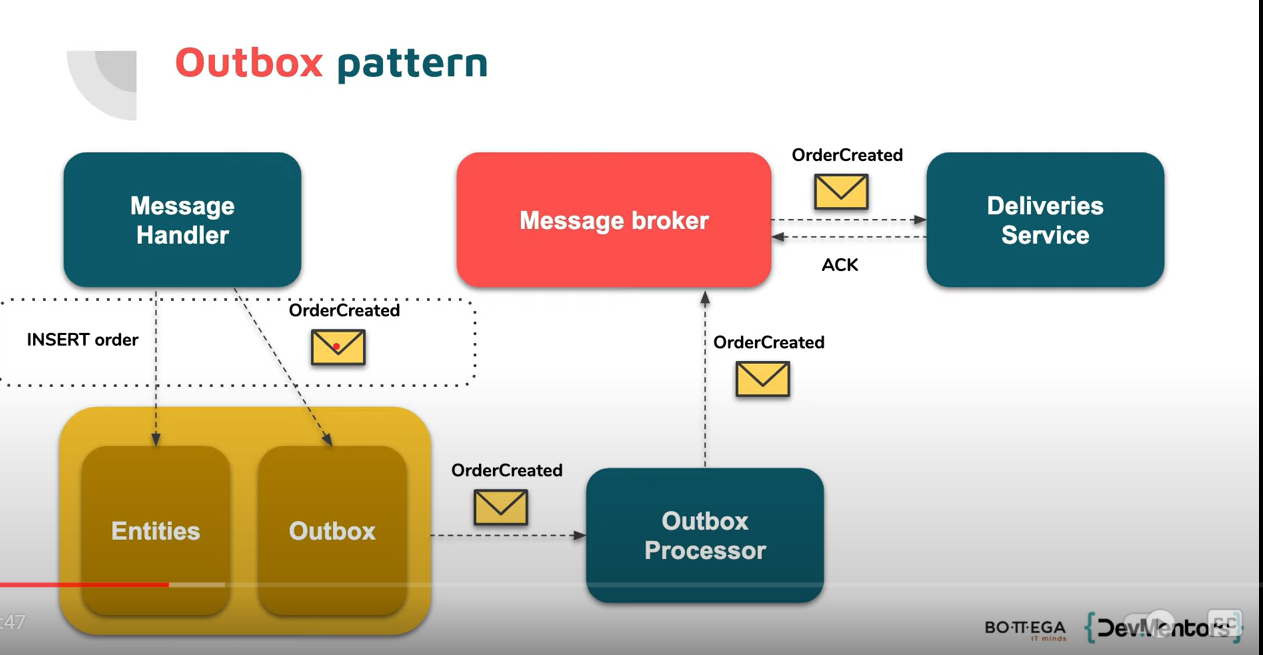 Outbox pattern
Message
Handler
Message broker
OrderCreated
ACK
Deliveries
Service
INSERT order
OrderCreated
OrderCreated
Entities
Outbox
OrderCreated
Outbox
Processor
:47
BOTTEGA
IT minds
{DevMentors}